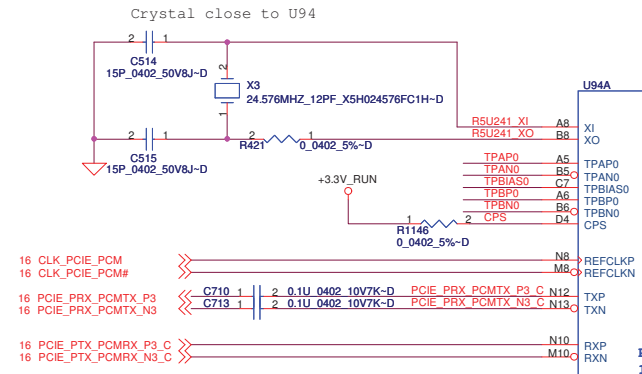 Crystal close to U94
2 1
C514
15P_0402_50V8J~D
2
X3
24.576MHZ_12PF_X5H024576FC1H~D
1
U94A
2 1
C515
15P_0402_50V8J~D
2 1
R421 0_0402_5%~D
R5U241_XI A8 XI
R5U241_XO B8 XO
TPAP0 A5 TPAP0
TPAN0 B5 TPAN0
TPBIAS0 C7 TPBIAS0
TPBP0 A6 TPBP0
TPBN0 B6 TPBN0
CPS D4 CPS
+3.3V_RUN
1 2
R1146
0_0402_5%~D
16 CLK_PCIE_PCM N8 REFCLKP
16 CLK_PCIE_PCM# M8 REFCLKN
16 PCIE_PRX_PCMTX_P3 C710 1 2 0.1U_0402_10V7K~D PCIE_PRX_PCMTX_P3_C N12 TXP
16 PCIE_PRX_PCMTX_N3 C713 1 2 0.1U_0402_10V7K~D PCIE_PRX_PCMTX_N3_C N13 TXN
16 PCIE_PTX_PCMRX_P3_C N10 RXP
16 PCIE_PTX_PCMRX_N3_C M10 RXN